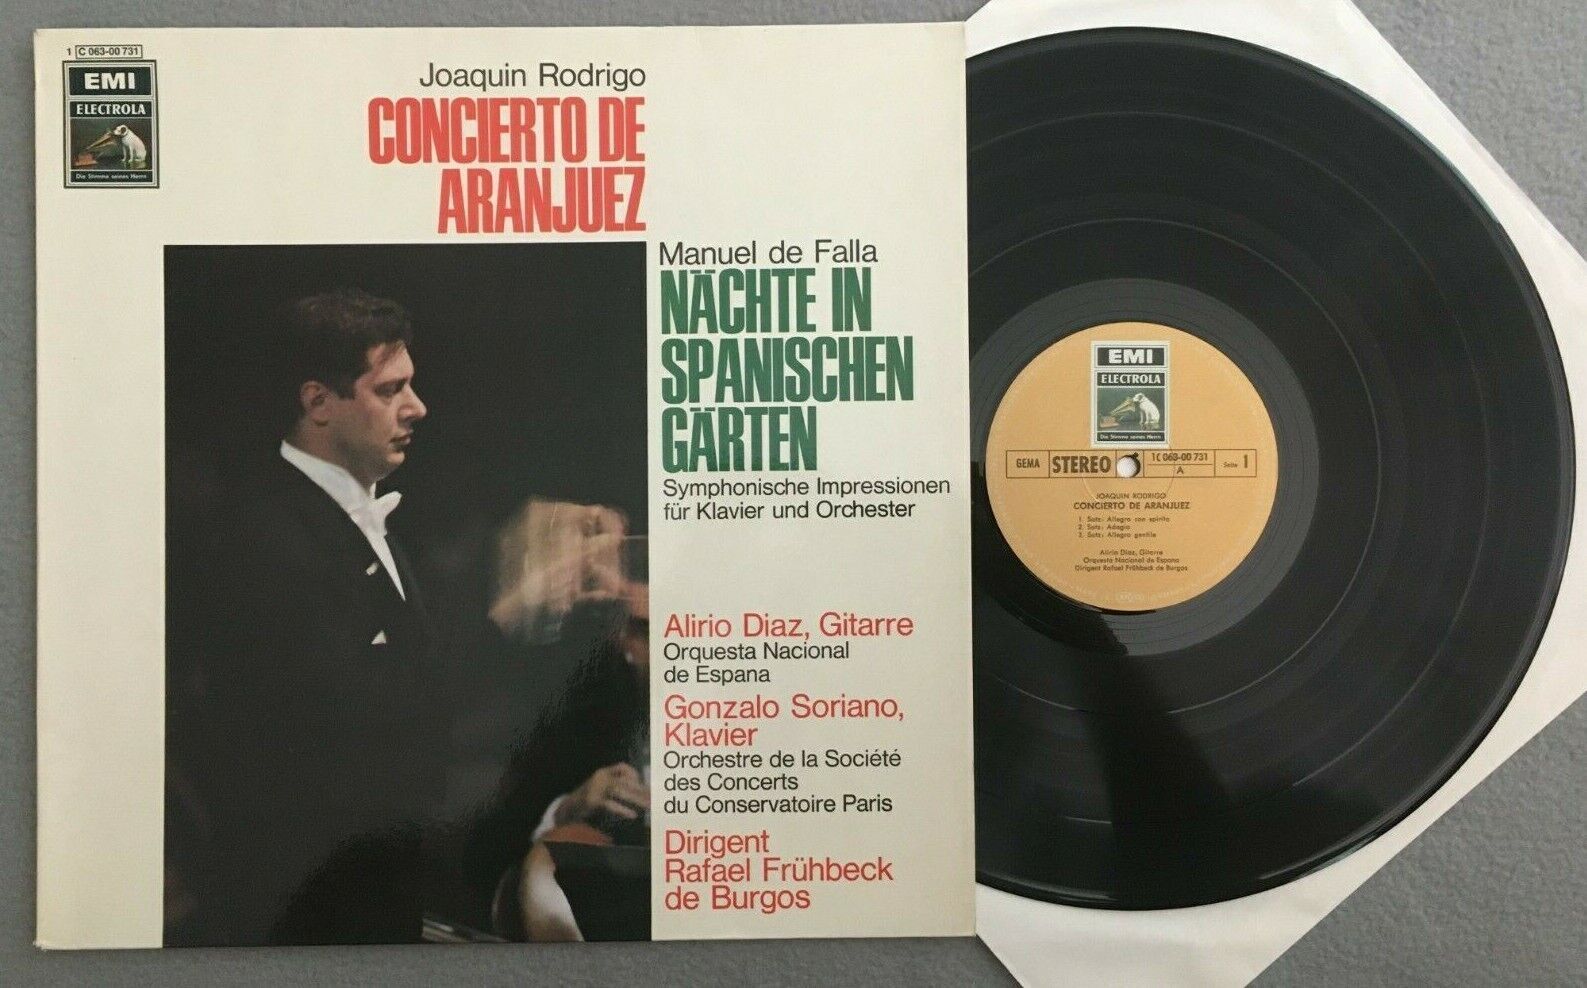 1 C 063-00 731
EMI
ELECTROLA
Die Stimme seines Herrn
Joaquin Rodrigo
CONCIERTO DE
ARANJUEZ
Manuel de Falla
NÄCHTE IN
SPANISCHEN
GÄRTEN
Symphonische Impressionen
für Klavier und Orchester
Alirio Diaz, Gitarre
Orquesta Nacional
de Espana
Gonzalo Soriano,
Klavier
Orchestre de la Société
des Concerts
du Conservatoire Paris
Dirigent
Rafael Frühbeck
de Burgos
EMI
ELECTROLA
Die Stimme seines Herrn
GEMA STEREO 1C 063-00 731 Seite 1
A
JOAQUIN RODRIGO
CONCIERTO DE ARANJUEZ
1. Satz: Allegro con spirito
2. Satz: Adagio
3. Satz: Allegro gentile
Alirio Diaz, Gitarre
Orquesta Nacional de Espana
Dirigent Rafael Frühbeck de Burgos